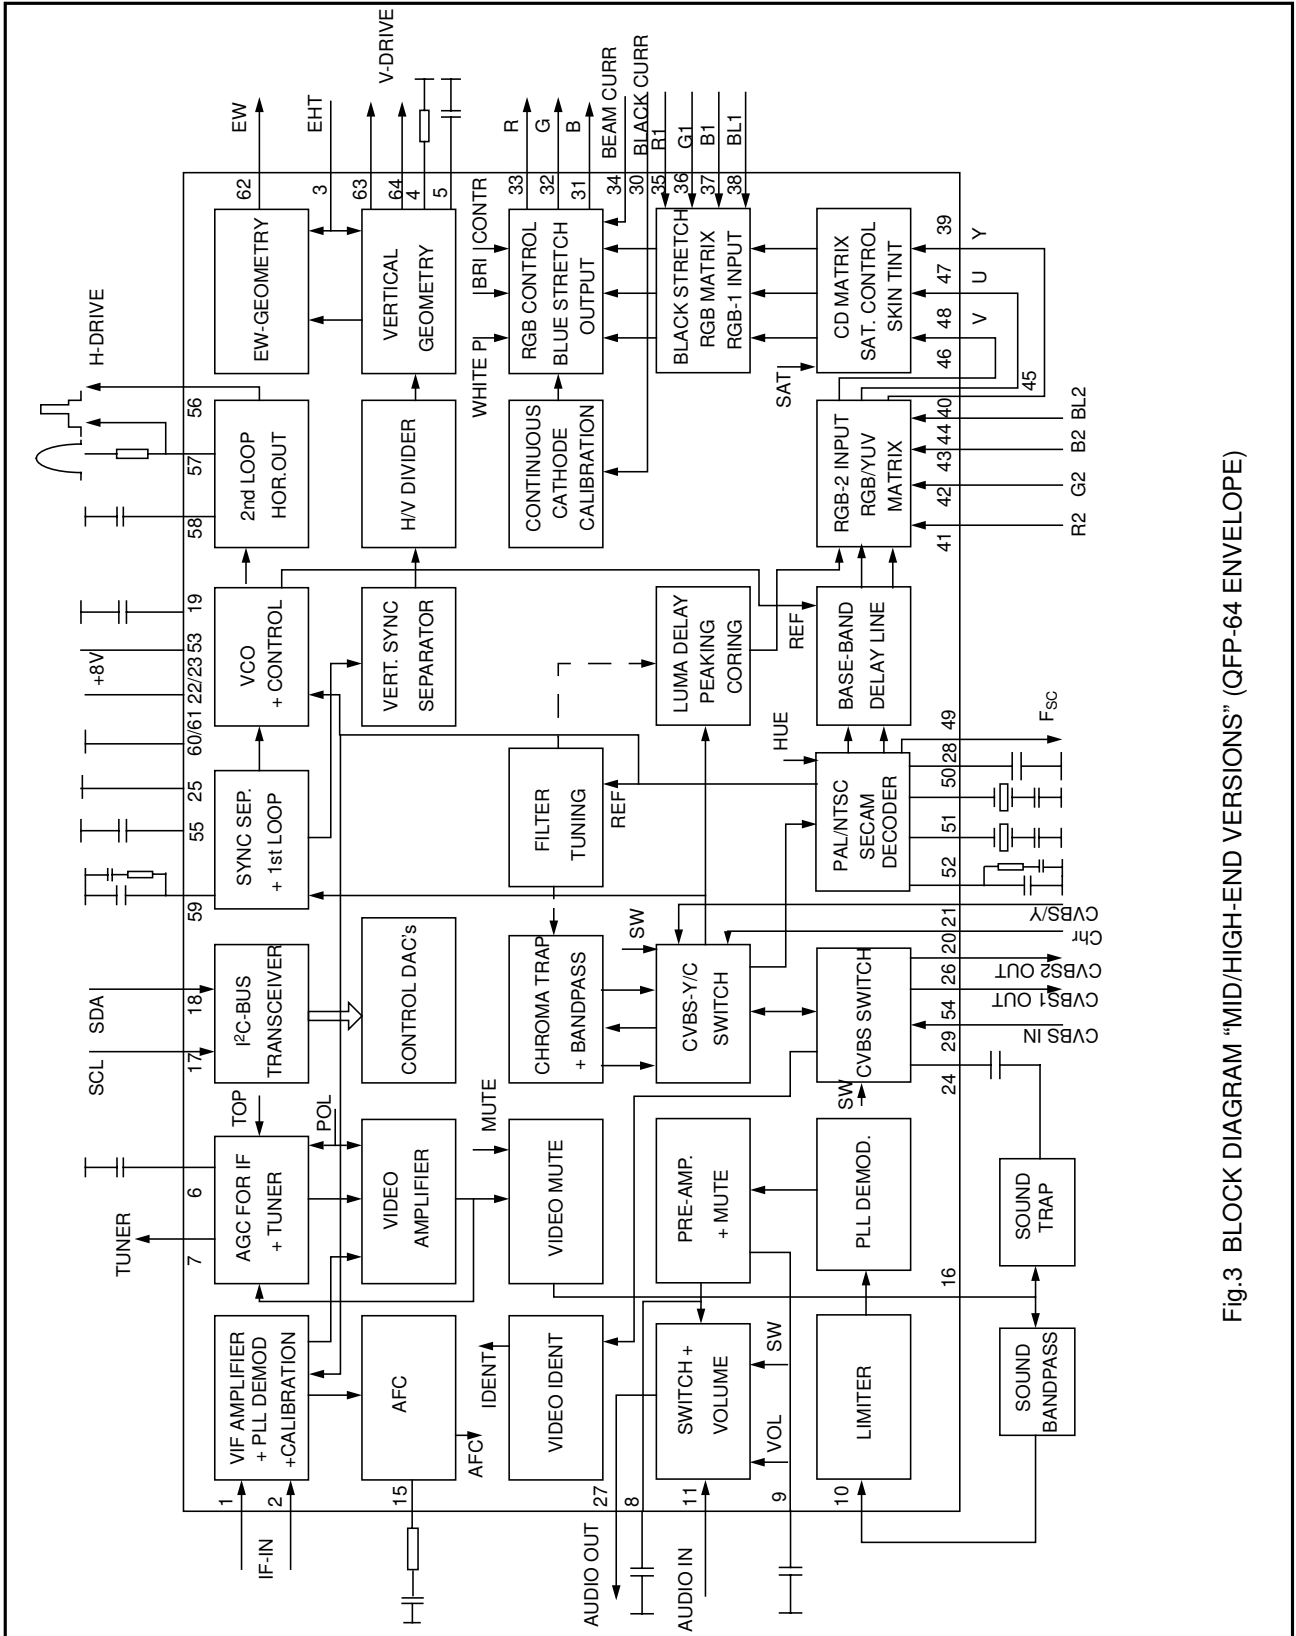 EW
EHT
V-DRIVE
R
G
B
BEAM CURR
BLACK CURR
R1
G1
B1
BL1
62
3
63
64
4
5
33
32
31
34
30
35
36
37
38
H-DRIVE
EW-GEOMETRY
VERTICAL
GEOMETRY
WHITE P
BRI
CONTR
RGB CONTROL
BLUE STRETCH
OUTPUT
BLACK STRETCH
RGB MATRIX
RGB-1 INPUT
CD MATRIX
SAT. CONTROL
SKIN TINT
SAT
39
Y
47
U
48
V
46
45
56
57
58
2nd LOOP
HOR.OUT
H/V DIVIDER
CONTINUOUS
CATHODE
CALIBRATION
RGB-2 INPUT
RGB/YUV
MATRIX
40
44
43
42
41
BL2
B2
G2
R2
19
53
+8V
22/23
60/61
VCO
+ CONTROL
VERT. SYNC
SEPARATOR
LUMA DELAY
PEAKING
CORING
REF
BASE-BAND
DELAY LINE
49
FSC
25
55
59
SYNC SEP.
+ 1st LOOP
FILTER
TUNING
REF
HUE
PAL/NTSC
SECAM
DECODER
28
50
51
52
SDA
SCL
18
17
I2C-BUS
TRANSCEIVER
CONTROL DAC's
CHROMA TRAP
+ BANDPASS
SW
CVBS-Y/C
SWITCH
CVBS SWITCH
SW
21
20
26
54
29
24
CVBS/Y
Chr
CVBS2 OUT
CVBS1 OUT
CVBS IN
TUNER
6
7
TOP
AGC FOR IF
+ TUNER
POL
VIDEO
AMPLIFIER
MUTE
VIDEO MUTE
PRE-AMP.
+ MUTE
PLL DEMOD.
16
SOUND
TRAP
VIF AMPLIFIER
+ PLL DEMOD
+CALIBRATION
AFC
AFC
IDENT
VIDEO IDENT
SWITCH +
VOLUME
SW
VOL
LIMITER
SOUND
BANDPASS
1
2
15
27
8
11
9
10
IF-IN
AUDIO OUT
AUDIO IN
Fig.3 BLOCK DIAGRAM “MID/HIGH-END VERSIONS” (QFP-64 ENVELOPE)